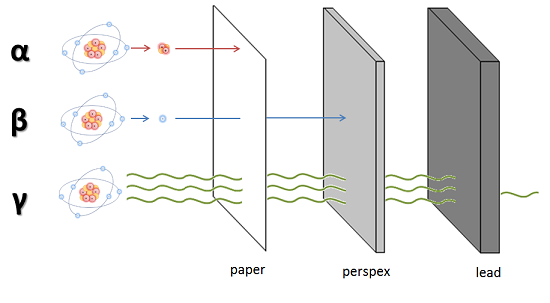 α
β
γ
paper
perspex
lead